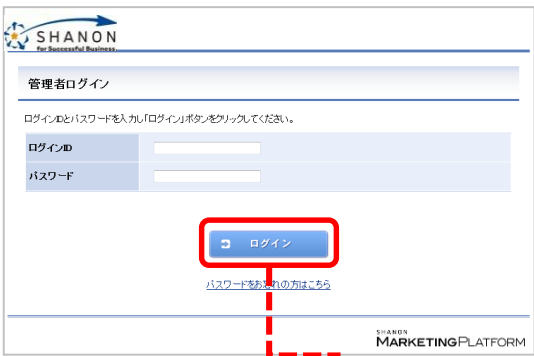 SHANON
for Successful Business.
管理者ログイン
ログインIDとパスワードを入力し「ログイン」ボタンをクリックしてください。
ログインID
パスワード
ログイン
パスワードをお忘れの方はこちら
SHANON
MARKETINGPLATFORM